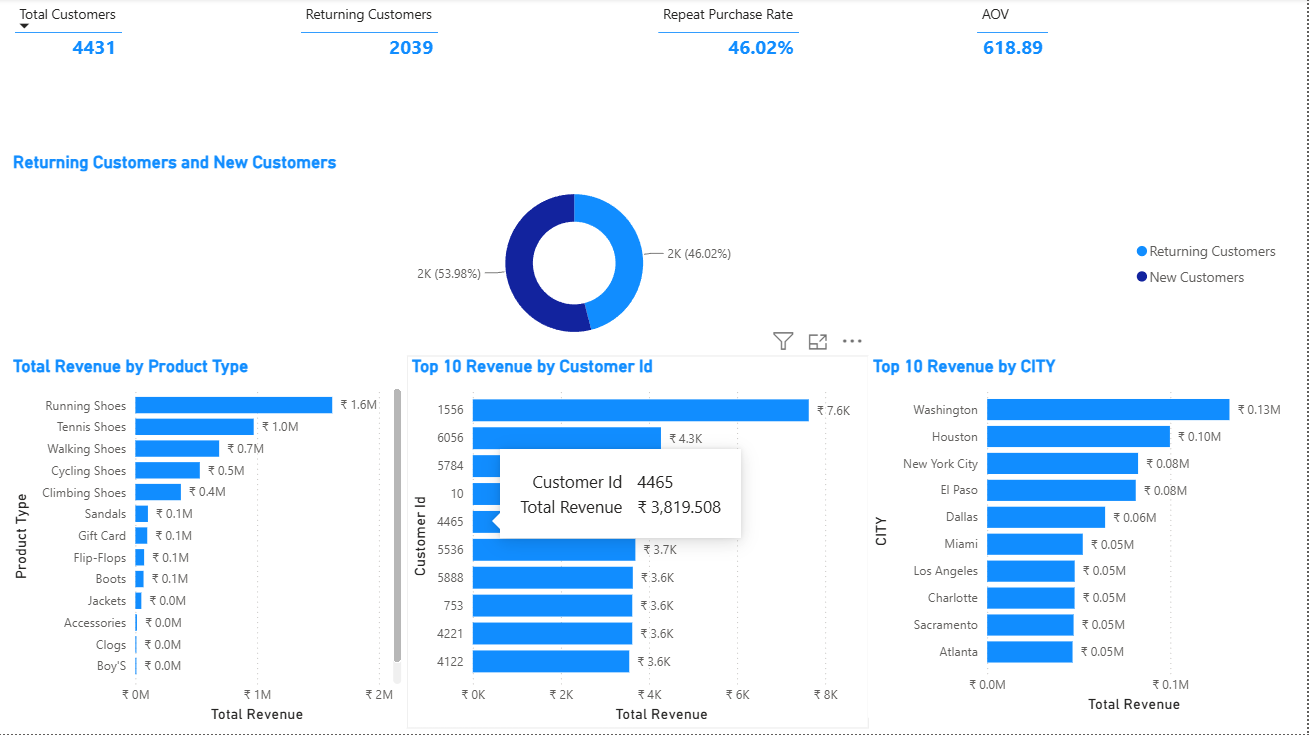 Total Customers
4431
Returning Customers
2039
Repeat Purchase Rate
46.02%
AOV
618.89
Returning Customers and New Customers
2K (53.98%)
2K (46.02%)
Returning Customers
New Customers
Total Revenue by Product Type
Product Type
Running Shoes ₹ 1.6M
Tennis Shoes ₹ 1.0M
Walking Shoes ₹ 0.7M
Cycling Shoes ₹ 0.5M
Climbing Shoes ₹ 0.4M
Sandals ₹ 0.1M
Gift Card ₹ 0.1M
Flip-Flops ₹ 0.1M
Boots ₹ 0.1M
Jackets ₹ 0.0M
Accessories ₹ 0.0M
Clogs ₹ 0.0M
Boy'S ₹ 0.0M
₹ 0M ₹ 1M ₹ 2M
Total Revenue
Top 10 Revenue by Customer Id
Customer Id
1556 ₹ 7.6K
6056 ₹ 4.3K
5784
10
4465
5536 ₹ 3.7K
5888 ₹ 3.6K
753 ₹ 3.6K
4221 ₹ 3.6K
4122 ₹ 3.6K
Customer Id 4465
Total Revenue ₹ 3,819.508
₹ 0K ₹ 2K ₹ 4K ₹ 6K ₹ 8K
Total Revenue
Top 10 Revenue by CITY
CITY
Washington ₹ 0.13M
Houston ₹ 0.10M
New York City ₹ 0.08M
El Paso ₹ 0.08M
Dallas ₹ 0.06M
Miami ₹ 0.05M
Los Angeles ₹ 0.05M
Charlotte ₹ 0.05M
Sacramento ₹ 0.05M
Atlanta ₹ 0.05M
₹ 0.0M ₹ 0.1M
Total Revenue